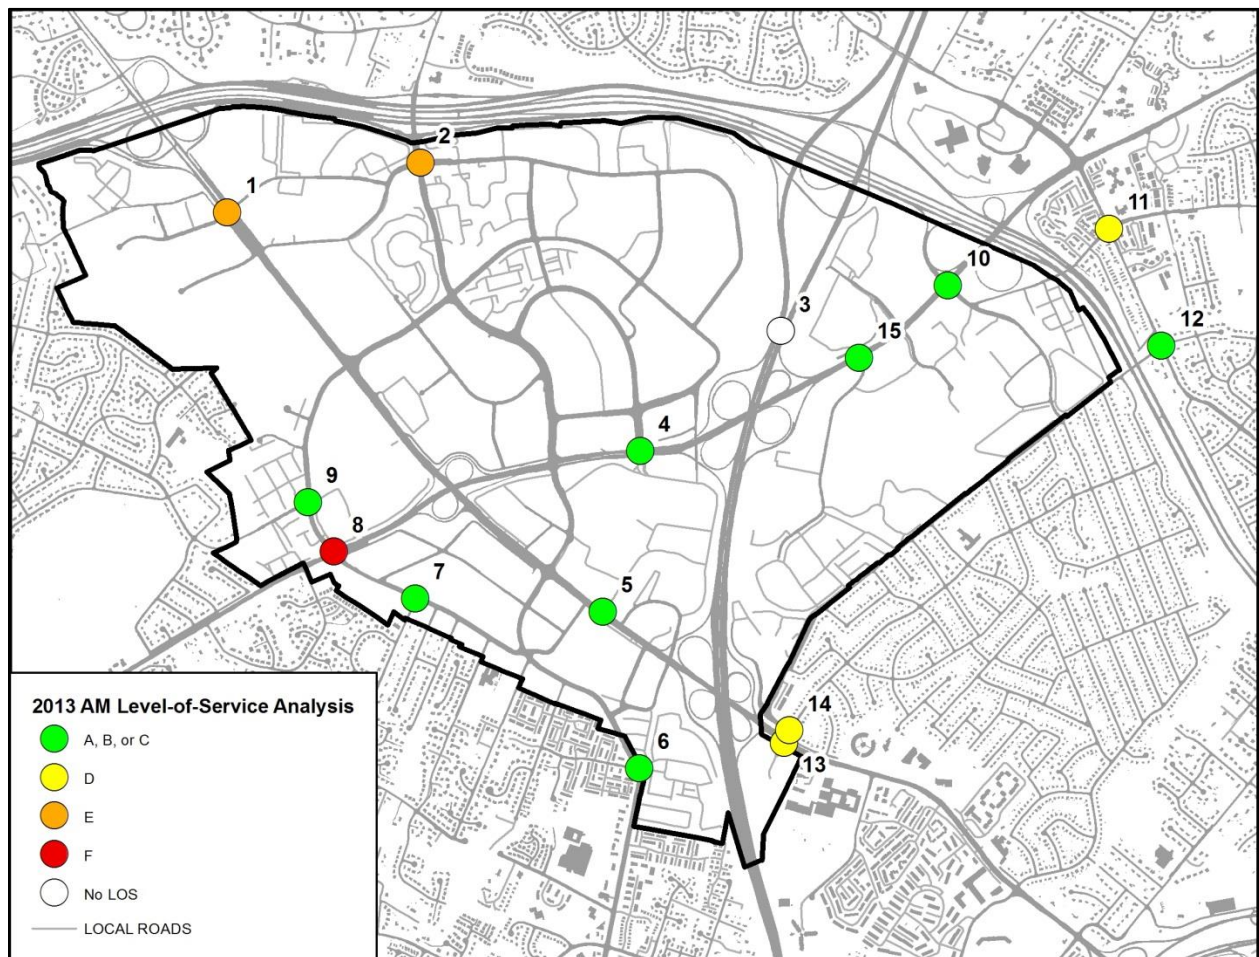 2
1
11
10
3
12
15
4
9
8
7
5
14
13
6
2013 AM Level-of-Service Analysis
A, B, or C
D
E
F
No LOS
LOCAL ROADS